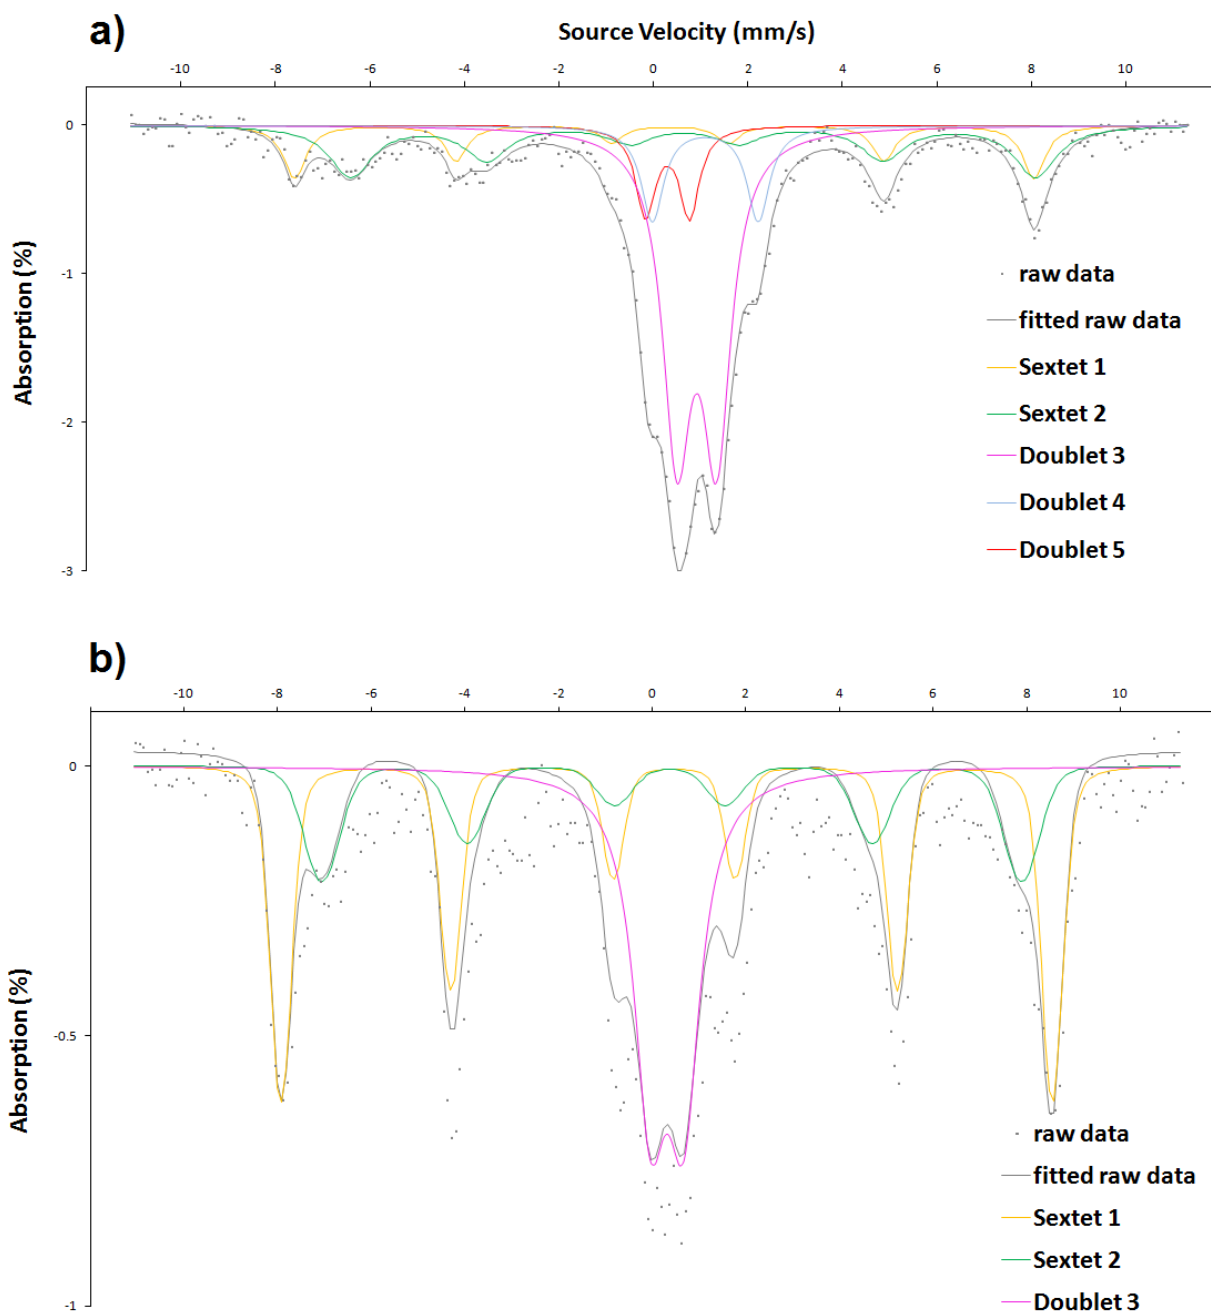 a)
Source Velocity (mm/s)
-10 -8 -6 -4 -2 0 2 4 6 8 10
0
-1
-2
-3
Absorption (%)
raw data
fitted raw data
Sextet 1
Sextet 2
Doublet 3
Doublet 4
Doublet 5
b)
-10 -8 -6 -4 -2 0 2 4 6 8 10
0
-0.5
-1
Absorption (%)
raw data
fitted raw data
Sextet 1
Sextet 2
Doublet 3